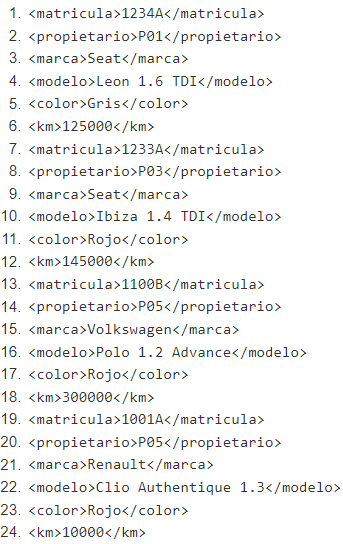 1. <matricula>1234A</matricula>
2. <propietario>P01</propietario>
3. <marca>Seat</marca>
4. <modelo>Leon 1.6 TDI</modelo>
5. <color>Gris</color>
6. <km>125000</km>
7. <matricula>1233A</matricula>
8. <propietario>P03</propietario>
9. <marca>Seat</marca>
10. <modelo>Ibiza 1.4 TDI</modelo>
11. <color>Rojo</color>
12. <km>145000</km>
13. <matricula>1100B</matricula>
14. <propietario>P05</propietario>
15. <marca>Volkswagen</marca>
16. <modelo>Polo 1.2 Advance</modelo>
17. <color>Rojo</color>
18. <km>300000</km>
19. <matricula>1001A</matricula>
20. <propietario>P05</propietario>
21. <marca>Renault</marca>
22. <modelo>Clio Authentique 1.3</modelo>
23. <color>Rojo</color>
24. <km>10000</km>